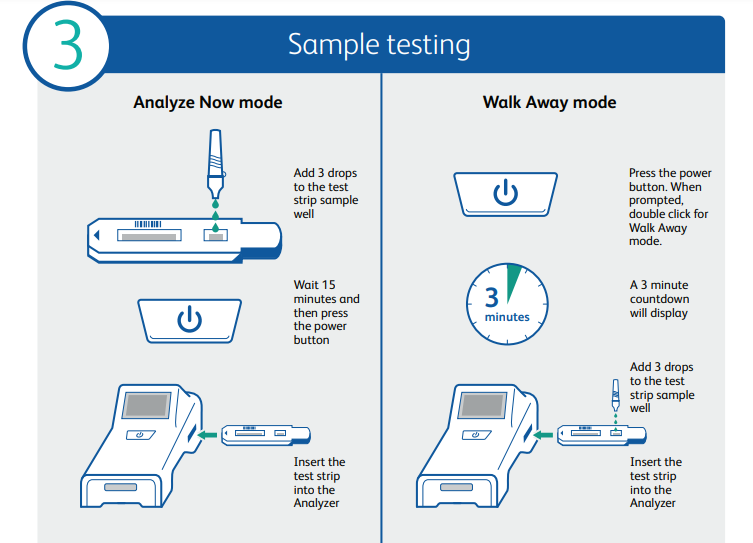 3
Sample testing
Analyze Now mode
Add 3 drops
to the test
strip sample
well
Wait 15
minutes and
then press
the power
button
Insert the
test strip
into the
Analyzer
Walk Away mode
Press the power
button. When
prompted,
double click for
Walk Away
mode.
3
minutes
A 3 minute
countdown
will display
Add 3 drops
to the test
strip sample
well
Insert the
test strip
into the
Analyzer